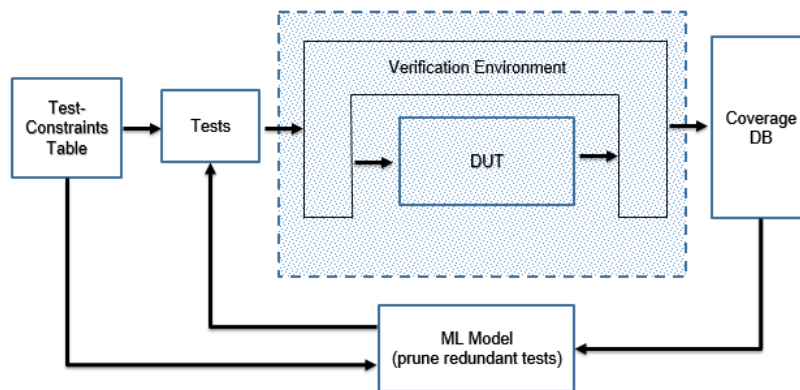 Verification Environment
Test-
Constraints
Table
Tests
DUT
Coverage
DB
ML Model
(prune redundant tests)